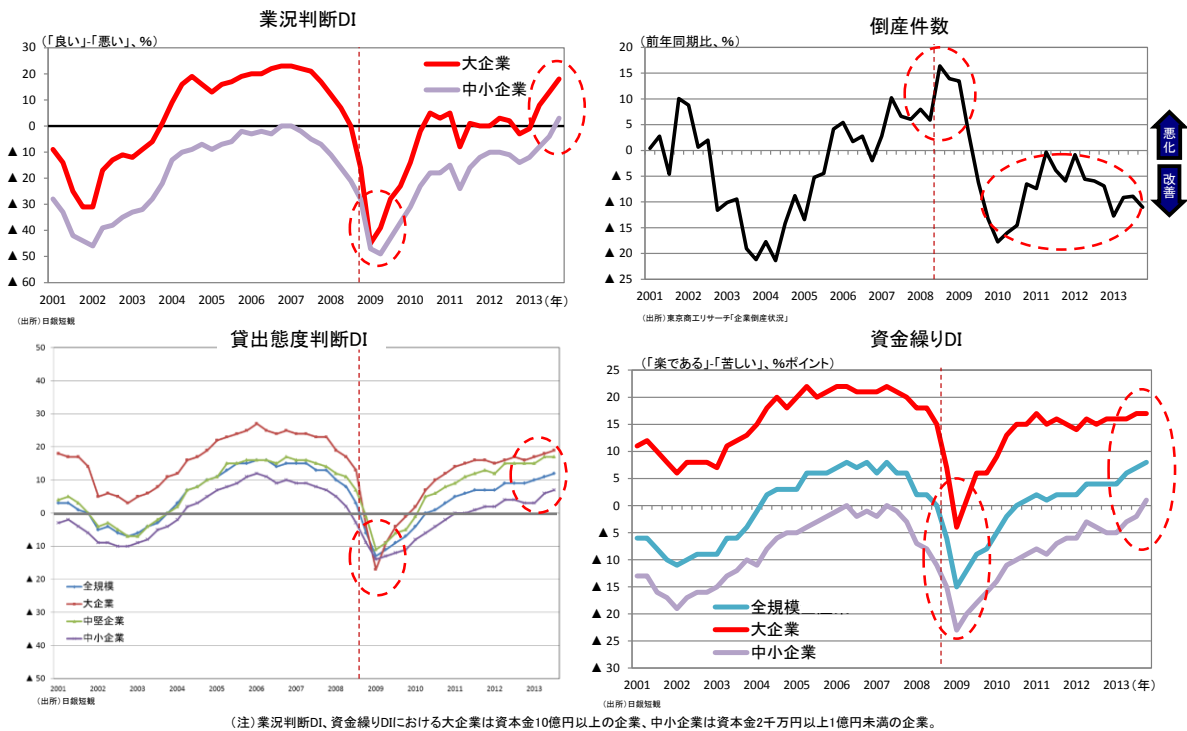 業況判断DI
(「良い」-「悪い」、%)
30
20
10
0
▲ 10
▲ 20
▲ 30
▲ 40
▲ 50
▲ 60
大企業
中小企業
2001 2002 2003 2004 2005 2006 2007 2008 2009 2010 2011 2012 2013 (年)
(出所)日銀短観
倒産件数
(前年同期比、%)
20
15
10
5
0
▲ 5
▲ 10
▲ 15
▲ 20
▲ 25
悪化
改善
2001 2002 2003 2004 2005 2006 2007 2008 2009 2010 2011 2012 2013
(出所)東京商工リサーチ「企業倒産状況」
貸出態度判断DI
50
40
30
20
10
0
▲ 10
▲ 20
▲ 30
▲ 40
▲ 50
全規模
大企業
中堅企業
中小企業
2001 2002 2003 2004 2005 2006 2007 2008 2009 2010 2011 2012 2013
(出所)日銀短観
資金繰りDI
(「楽である」-「苦しい」、%ポイント)
25
20
15
10
5
0
▲ 5
▲ 10
▲ 15
▲ 20
▲ 25
▲ 30
全規模
大企業
中小企業
2001 2002 2003 2004 2005 2006 2007 2008 2009 2010 2011 2012 2013 (年)
(出所)日銀短観
(注)業況判断DI、資金繰りDIにおける大企業は資本金10億円以上の企業、中小企業は資本金2千万円以上1億円未満の企業。